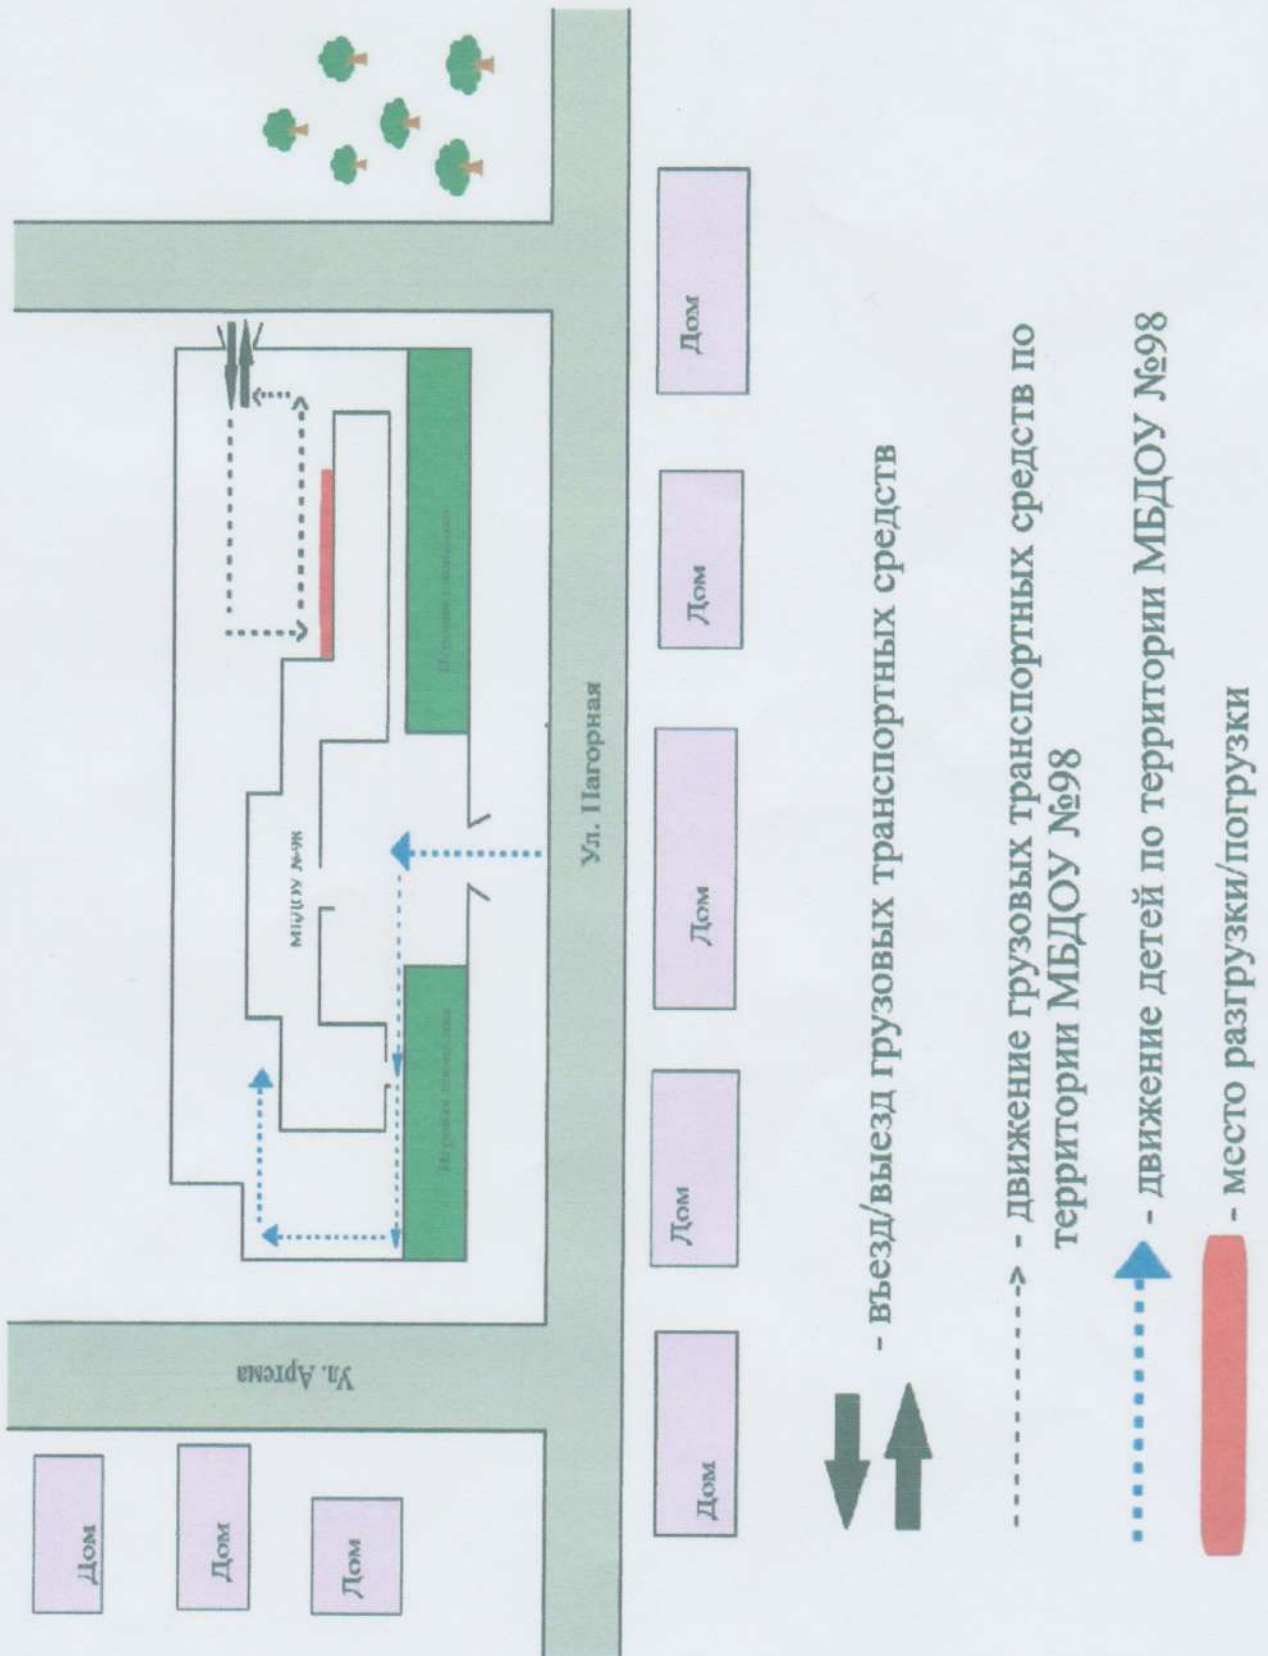 Ул. Артема
Дом
Дом
Дом
МБДОУ №98
Ул. Нагорная
Дом
Дом
Дом
Дом
Дом
- въезд/выезд грузовых транспортных средств
- движение грузовых транспортных средств по
территории МБДОУ №98
- движение детей по территории МБДОУ №98
- место разгрузки/погрузки